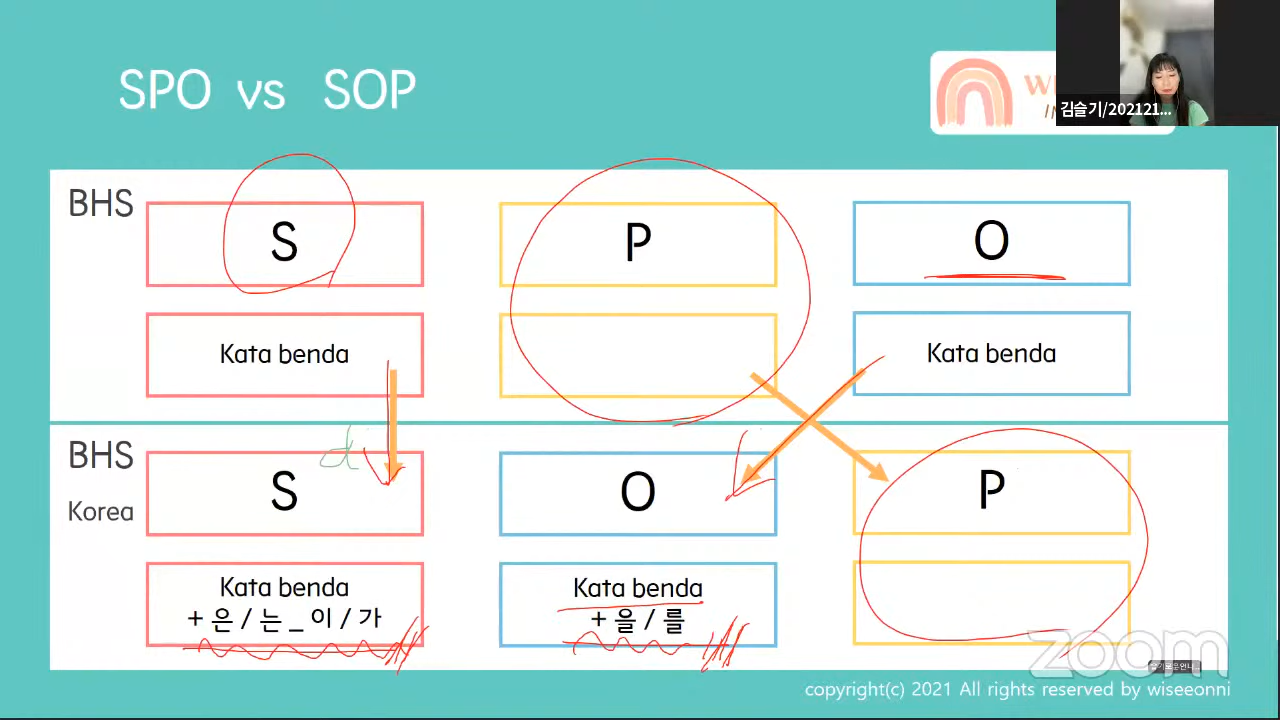 SPO vs SOP
김슬기/202121...
BHS
S
P
O
Kata benda
Kata benda
BHS
Korea
S
O
P
Kata benda
+ 은 / 는 _ 이 / 가
Kata benda
+ 을 / 를
d
zoom
copyright(c) 2021 All rights reserved by wiseeonni